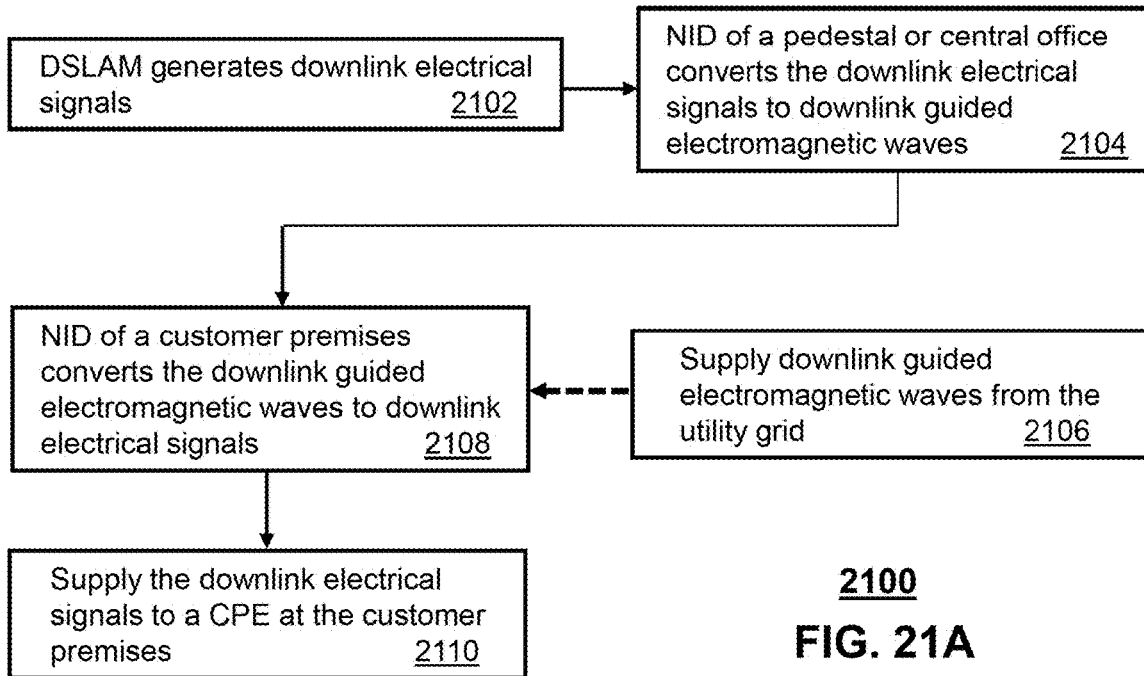 DSLAM generates downlink electrical
signals 2102
NID of a pedestal or central office
converts the downlink electrical
signals to downlink guided
electromagnetic waves 2104
NID of a customer premises
converts the downlink guided
electromagnetic waves to downlink
electrical signals 2108
Supply downlink guided
electromagnetic waves from the
utility grid 2106
Supply the downlink electrical
signals to a CPE at the customer
premises 2110
2100
FIG. 21A